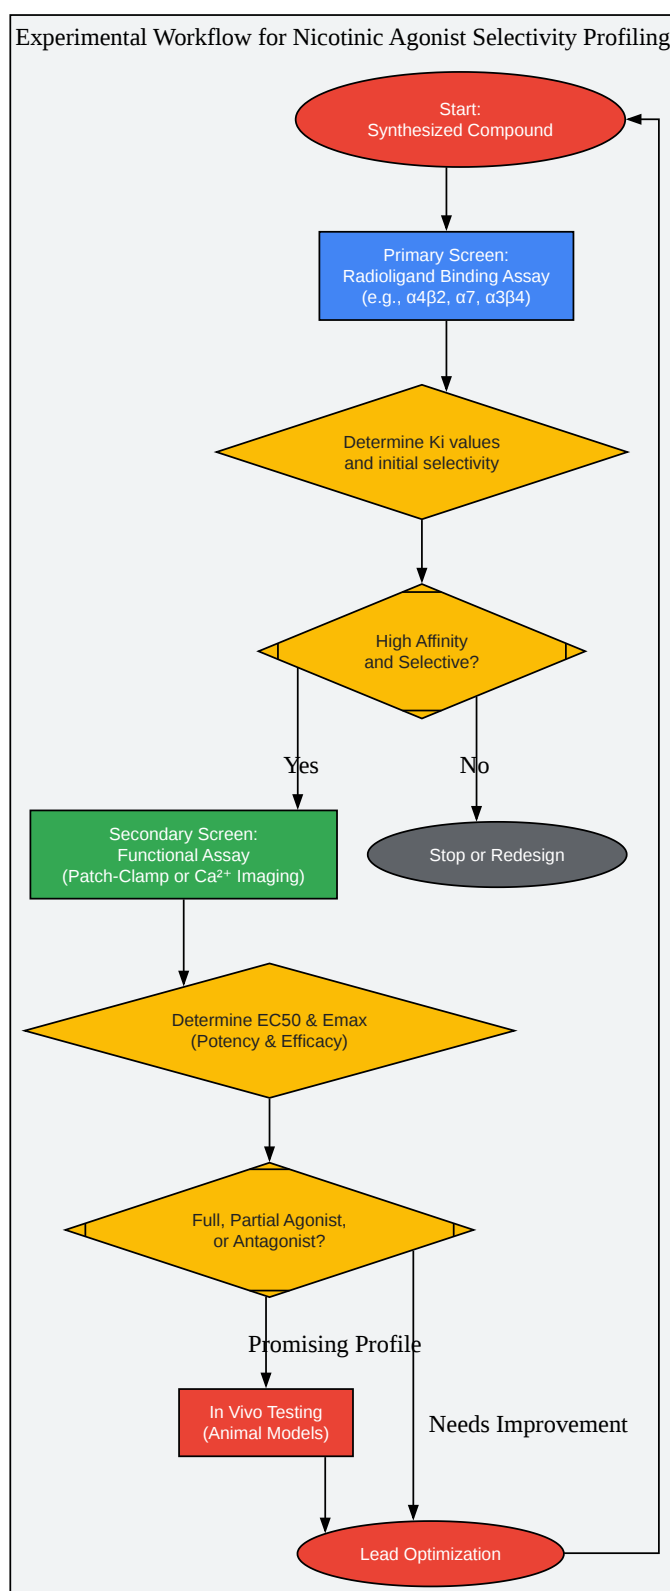 Experimental Workflow for Nicotinic Agonist Selectivity Profiling
Start:
Synthesized Compound
Primary Screen:
Radioligand Binding Assay
(e.g., α4β2, α7, α3β4)
Determine Ki values
and initial selectivity
High Affinity
and Selective?
Yes
No
Secondary Screen:
Functional Assay
(Patch-Clamp or Ca²⁺ Imaging)
Stop or Redesign
Determine EC50 & Emax
(Potency & Efficacy)
Full, Partial Agonist,
or Antagonist?
Promising Profile
In Vivo Testing
(Animal Models)
Needs Improvement
Lead Optimization